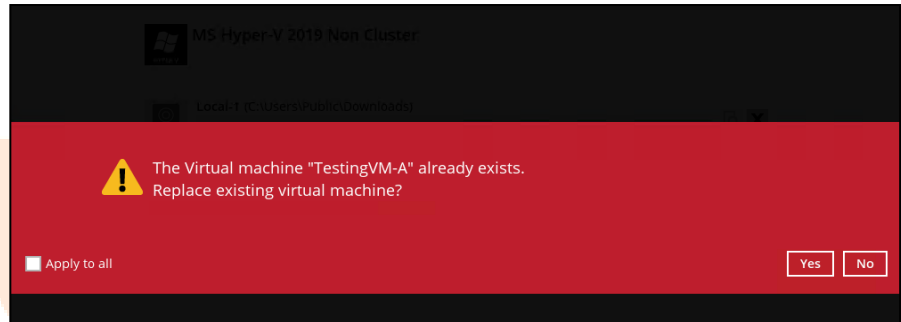 MS Hyper-V 2019 Non Cluster
Local-1 (C:\Users\Public\Downloads)
The Virtual machine "TestingVM-A" already exists.
Replace existing virtual machine?
Apply to all
Yes
No